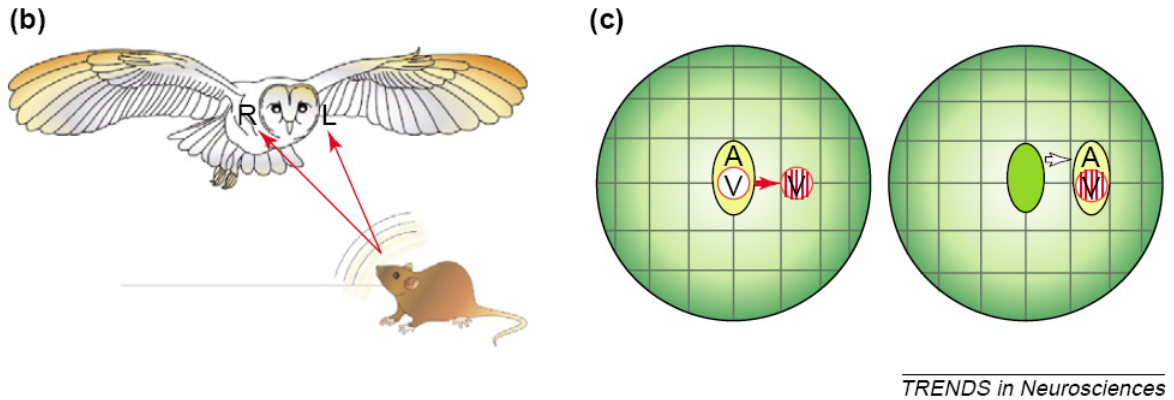 (b)
(c)
R L
A
V V
A
V
TRENDS in Neurosciences